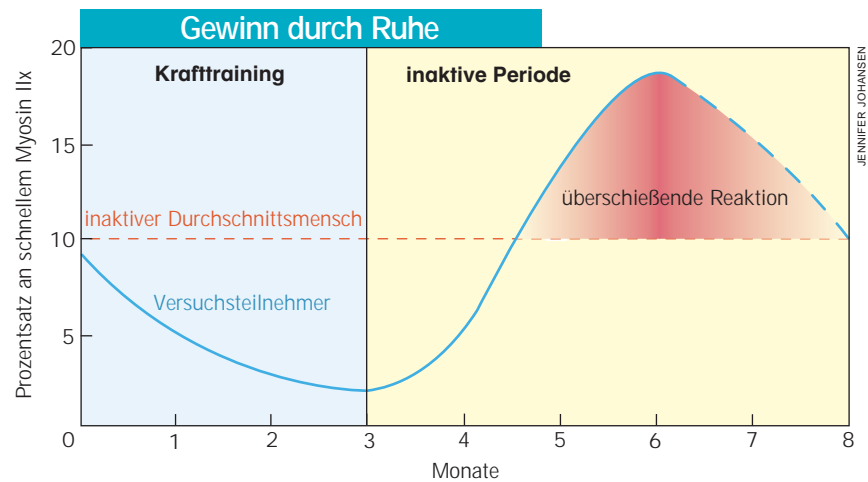 Gewinn durch Ruhe
20
Krafttraining
inaktive Periode
15
überschießende Reaktion
inaktiver Durchschnittsmensch
10
Versuchsteilnehmer
5
0
1
2
3
4
5
6
7
8
Monate
Prozentsatz an schnellem Myosin IIx
JENNIFER JOHANSEN